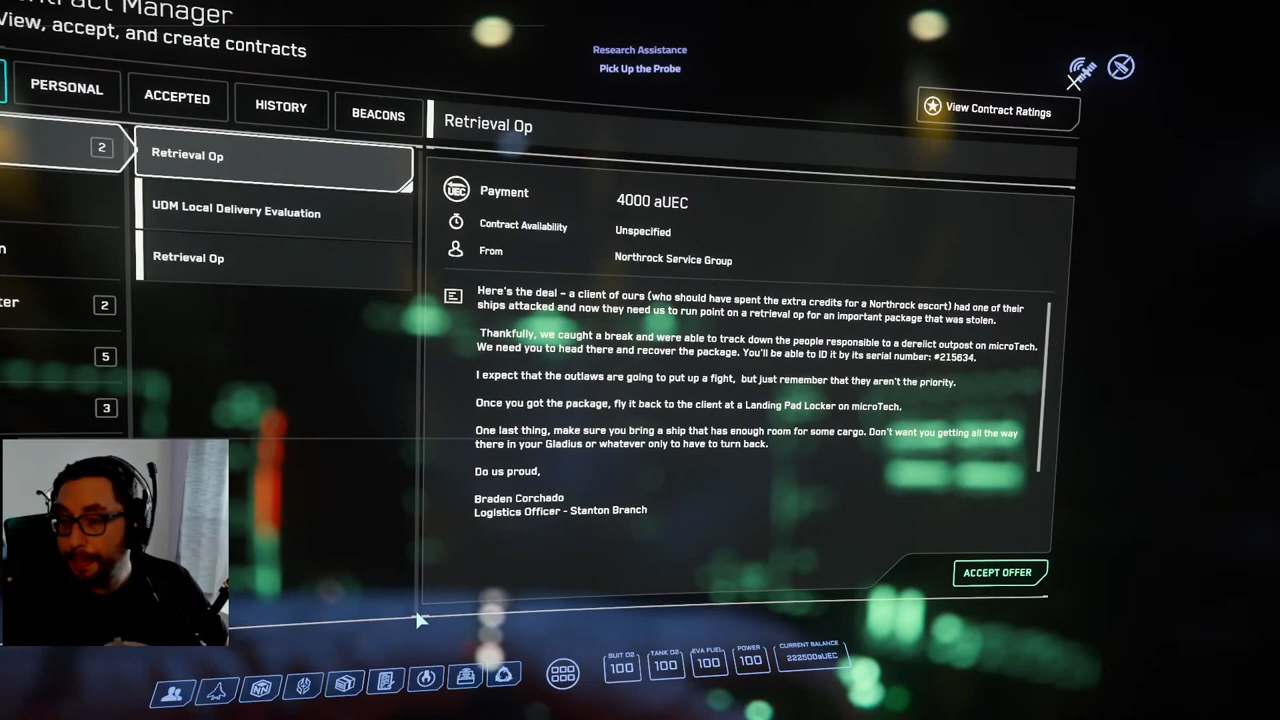 ntract Manager
View, accept, and create contracts
Research Assistance
Pick Up the Probe
PERSONAL
ACCEPTED
HISTORY
BEACONS
View Contract Ratings
2
Retrieval Op
UDM Local Delivery Evaluation
Retrieval Op
n
ter
2
5
3
Retrieval Op
UEC
Payment
4000 aUEC
Contract Availability
Unspecified
From
Northrock Service Group
Here's the deal – a client of ours (who should have spent the extra credits for a Northrock escort) had one of their
ships attacked and now they need us to run point on a retrieval op for an important package that was stolen.
Thankfully, we caught a break and were able to track down the people responsible to a derelict outpost on microTech.
We need you to head there and recover the package. You'll be able to ID it by its serial number: #215634.
I expect that the outlaws are going to put up a fight, but just remember that they aren't the priority.
Once you got the package, fly it back to the client at a Landing Pad Locker on microTech.
One last thing, make sure you bring a ship that has enough room for some cargo. Don't want you getting all the way
there in your Gladius or whatever only to have to turn back.
Do us proud,
Braden Corchado
Logistics Officer - Stanton Branch
ACCEPT OFFER
SUIT O2
100
TANK O2
100
EVA FUEL
100
POWER
100
CURRENT BALANCE
222500aUEC